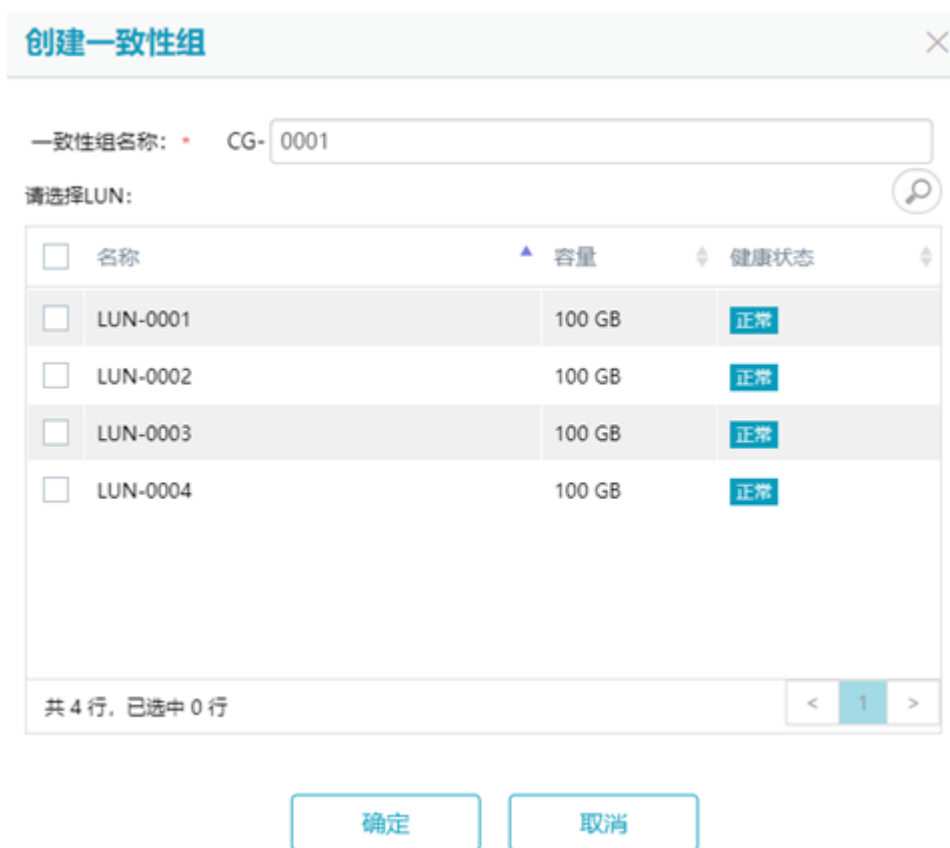 创建一致性组
一致性组名称: * CG- 0001
请选择LUN:
名称 容量 健康状态
LUN-0001 100 GB 正常
LUN-0002 100 GB 正常
LUN-0003 100 GB 正常
LUN-0004 100 GB 正常
共 4 行, 已选中 0 行 < 1 >
确定 取消